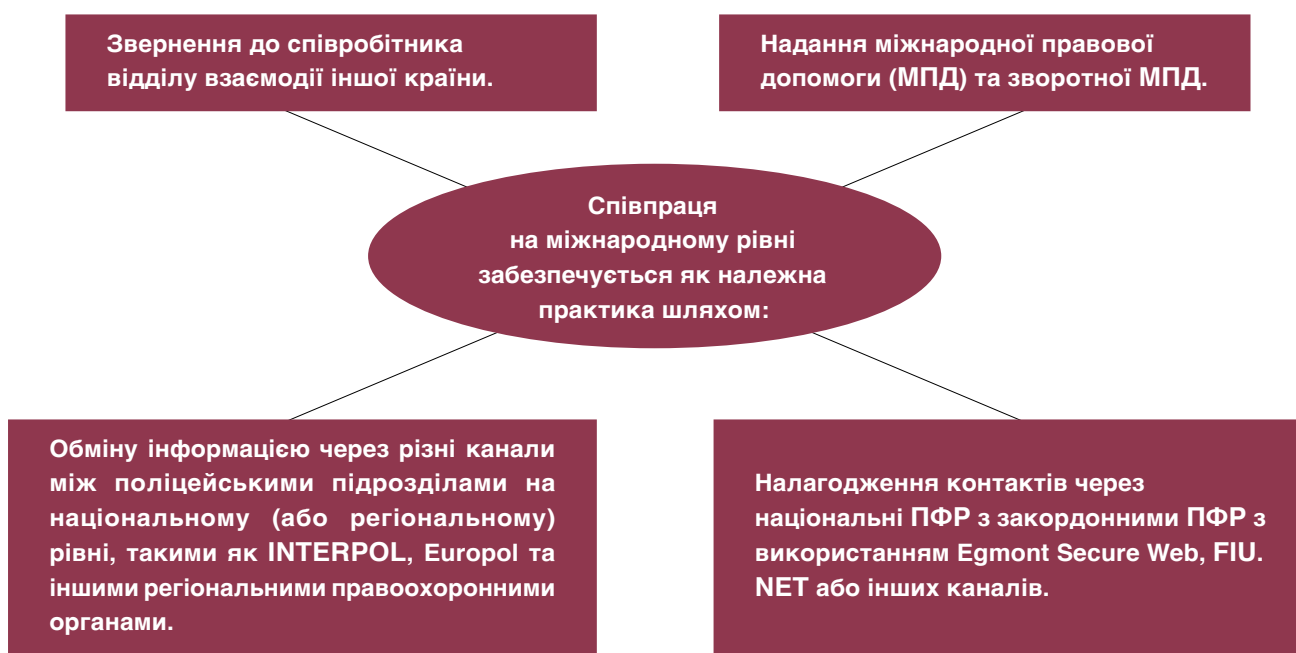 Звернення до співробітника
відділу взаємодії іншої країни.
Надання міжнародної правової
допомоги (МПД) та зворотної МПД.
Співпраця
на міжнародному рівні
забезпечується як належна
практика шляхом:
Обміну інформацією через різні канали
між поліцейськими підрозділами на
національному (або регіональному)
рівні, такими як INTERPOL, Europol та
іншими регіональними правоохоронними
органами.
Налагодження контактів через
національні ПФР з закордонними ПФР з
використанням Egmont Secure Web, FIU.
NET або інших каналів.